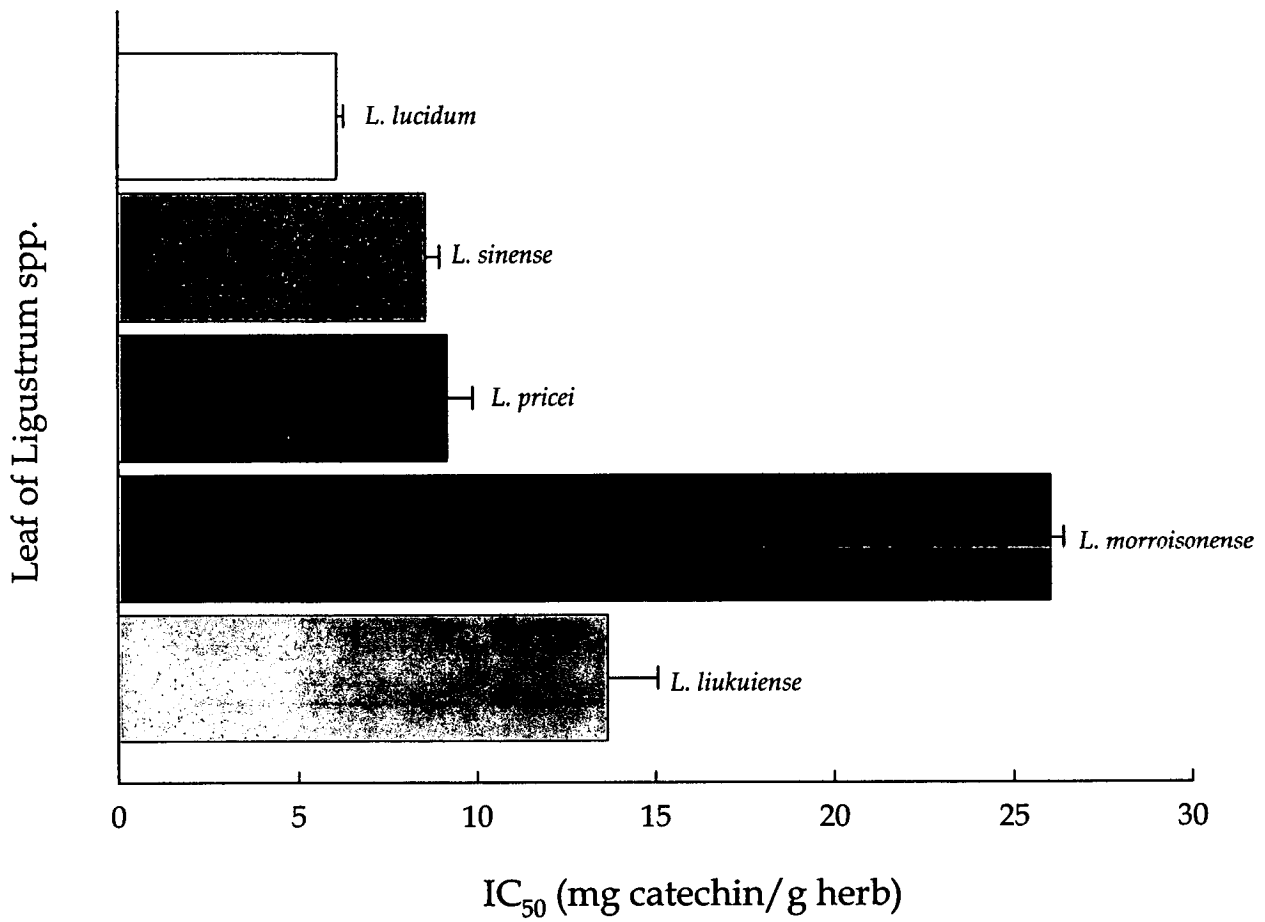 L. lucidum
L. sinense
L. pricei
L. morroisonense
L. liukuiense
Leaf of Ligustrum spp.
0 5 10 15 20 25 30
IC50 (mg catechin/g herb)